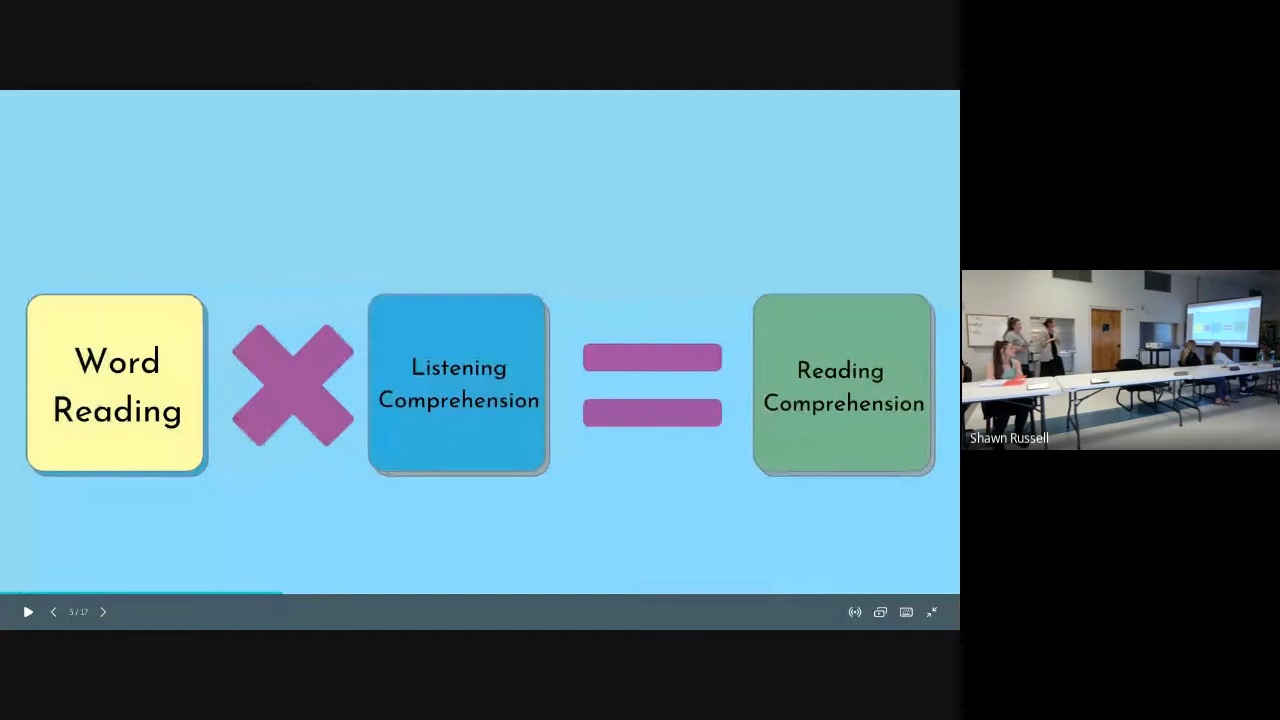 Word
Reading
Listening
Comprehension
Reading
Comprehension
5 / 17
Shawn Russell